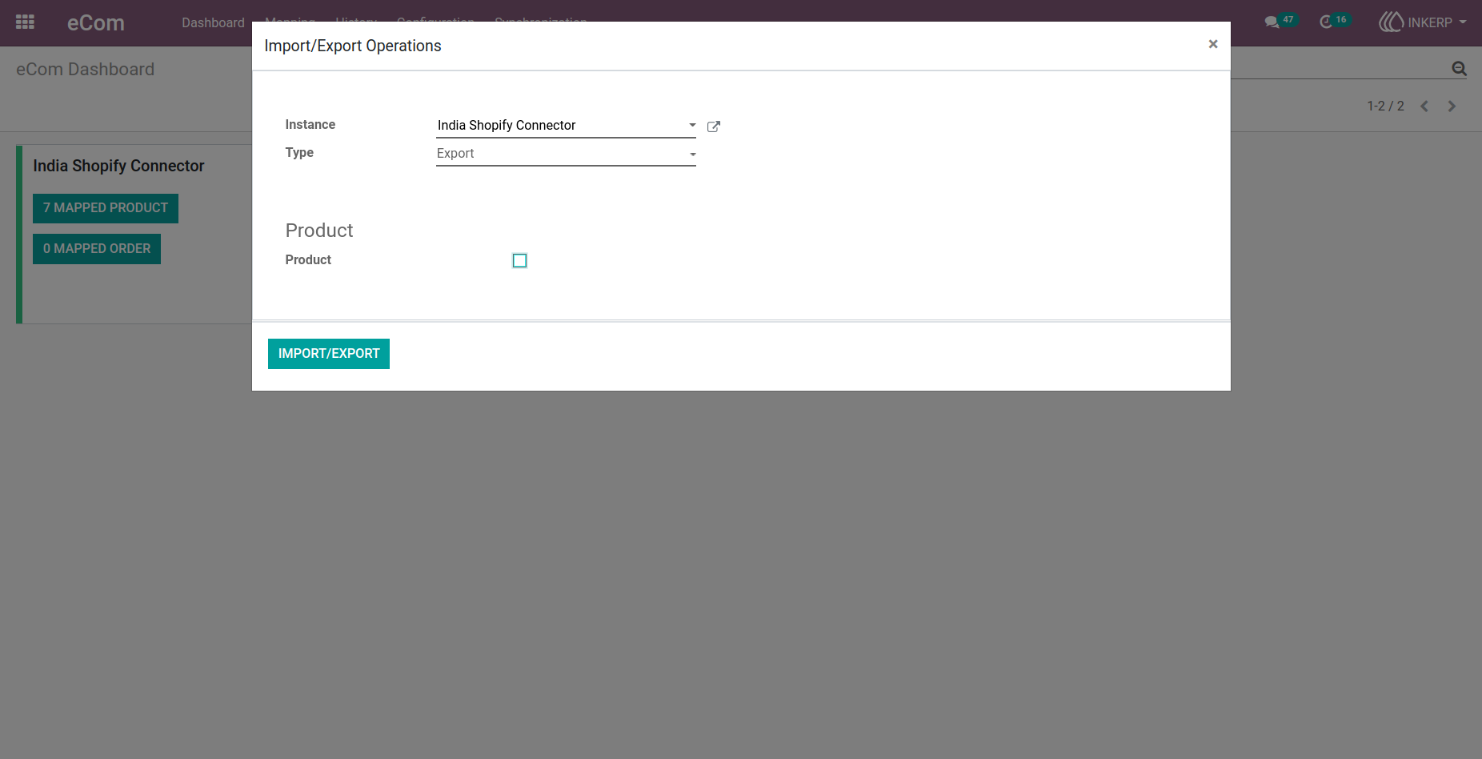 eCom Dashboard Mapping History Configuration Synchronization 47 16 INKERP
Import/Export Operations ×
eCom Dashboard
1-2 / 2
Instance India Shopify Connector
Type Export
India Shopify Connector
7 MAPPED PRODUCT
Product
0 MAPPED ORDER
Product
IMPORT/EXPORT